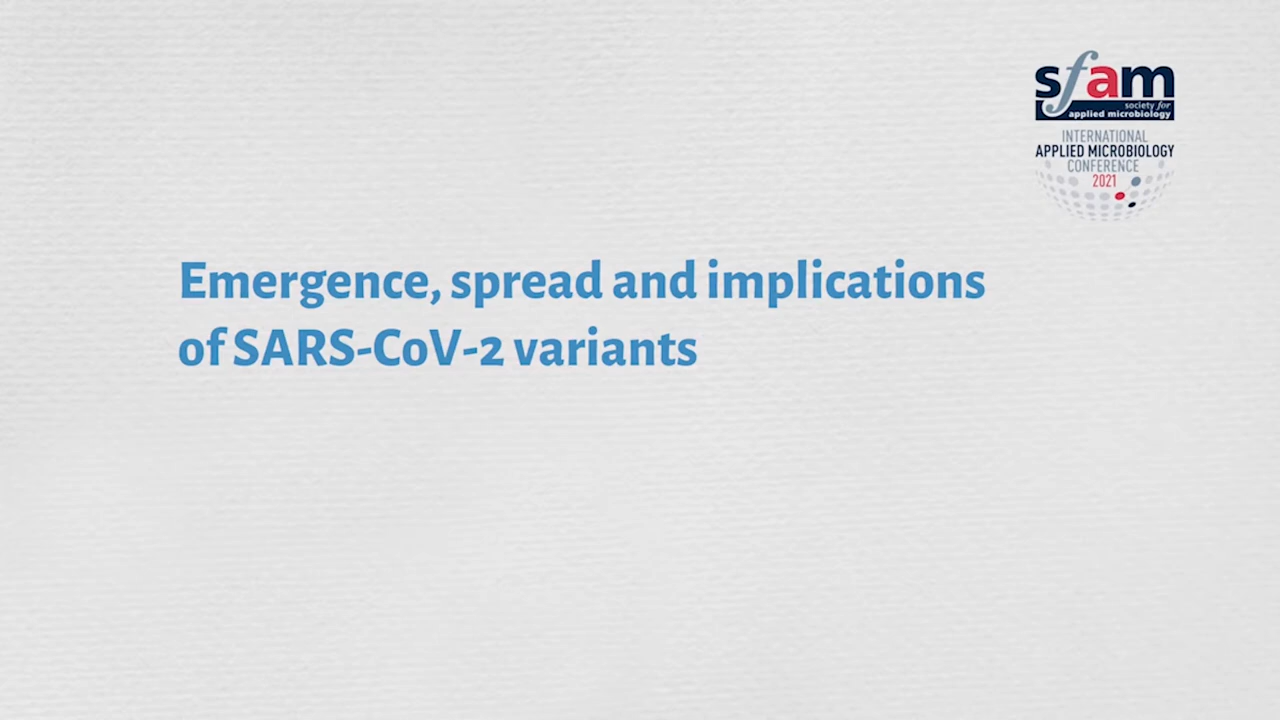 sfam
society for
applied microbiology
INTERNATIONAL
APPLIED MICROBIOLOGY
CONFERENCE
2021
Emergence, spread and implications
of SARS-CoV-2 variants